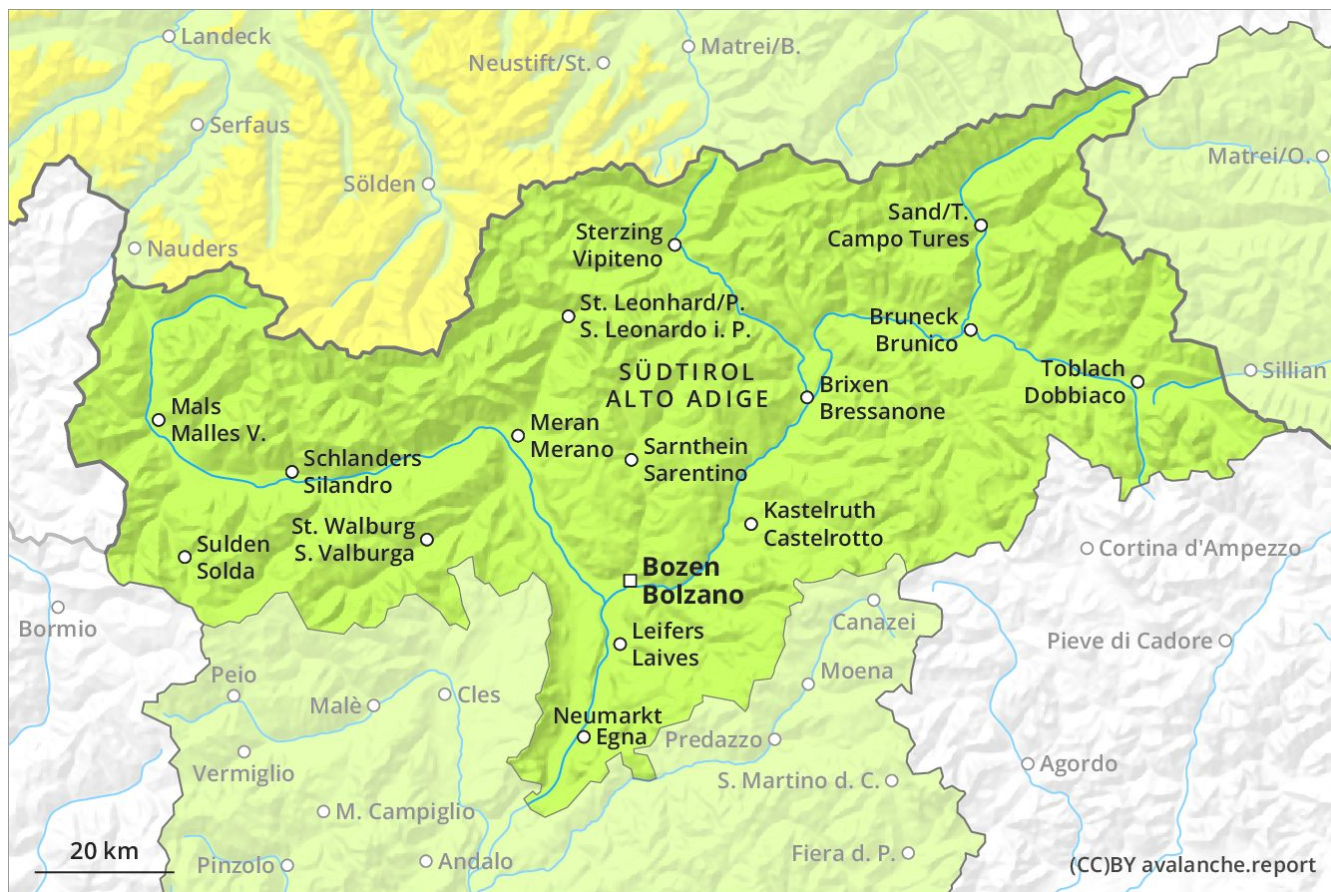 Landeck
Neustift/St.
Matrei/B.
Serfaus
Matrei/O.
Sölden
Nauders
Sterzing
Vipiteno
Sand/T.
Campo Tures
St. Leonhard/P.
S. Leonardo i. P.
Bruneck
Brunico
SÜDTIROL
ALTO ADIGE
Toblach
Dobbiaco
Sillian
Brixen
Bressanone
Mals
Malles V.
Meran
Merano
Sarnthein
Sarentino
Schlanders
Silandro
St. Walburg
S. Valburga
Kastelruth
Castelrotto
Sulden
Solda
Cortina d'Ampezzo
Bozen
Bolzano
Bormio
Canazei
Leifers
Laives
Pieve di Cadore
Peio
Moena
Malè
Cles
Neumarkt
Egna
Predazzo
Vermiglio
Agordo
S. Martino d. C.
M. Campiglio
20 km
Pinzolo
Andalo
Fiera d. P.
(CC)BY avalanche.report